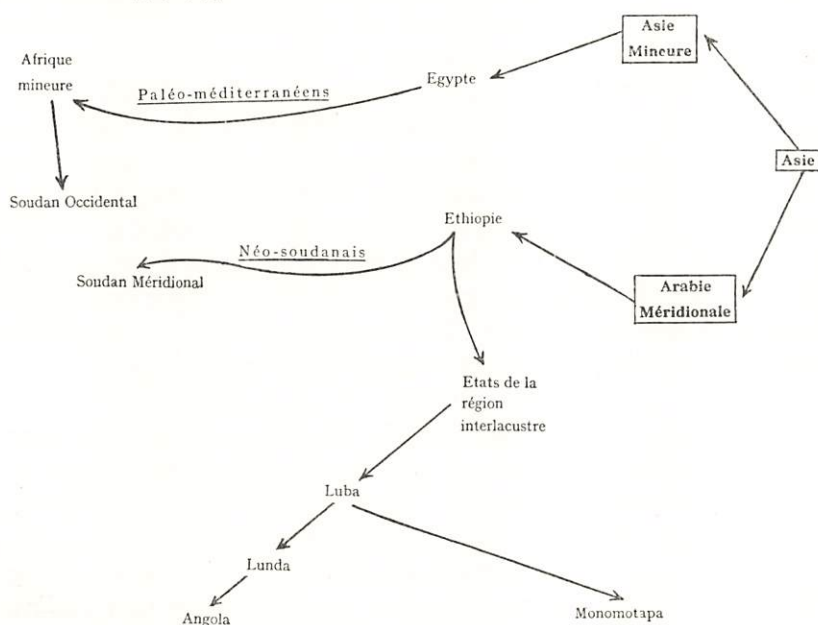 Asie
Mineure
Afrique
mineure
Paléo-méditerranéens
Egypte
Asie
Soudan Occidental
Ethiopie
Néo-soudanais
Soudan Méridional
Arabie
Méridionale
Etats de la
région
interlacustre
Luba
Lunda
Angola
Monomotapa